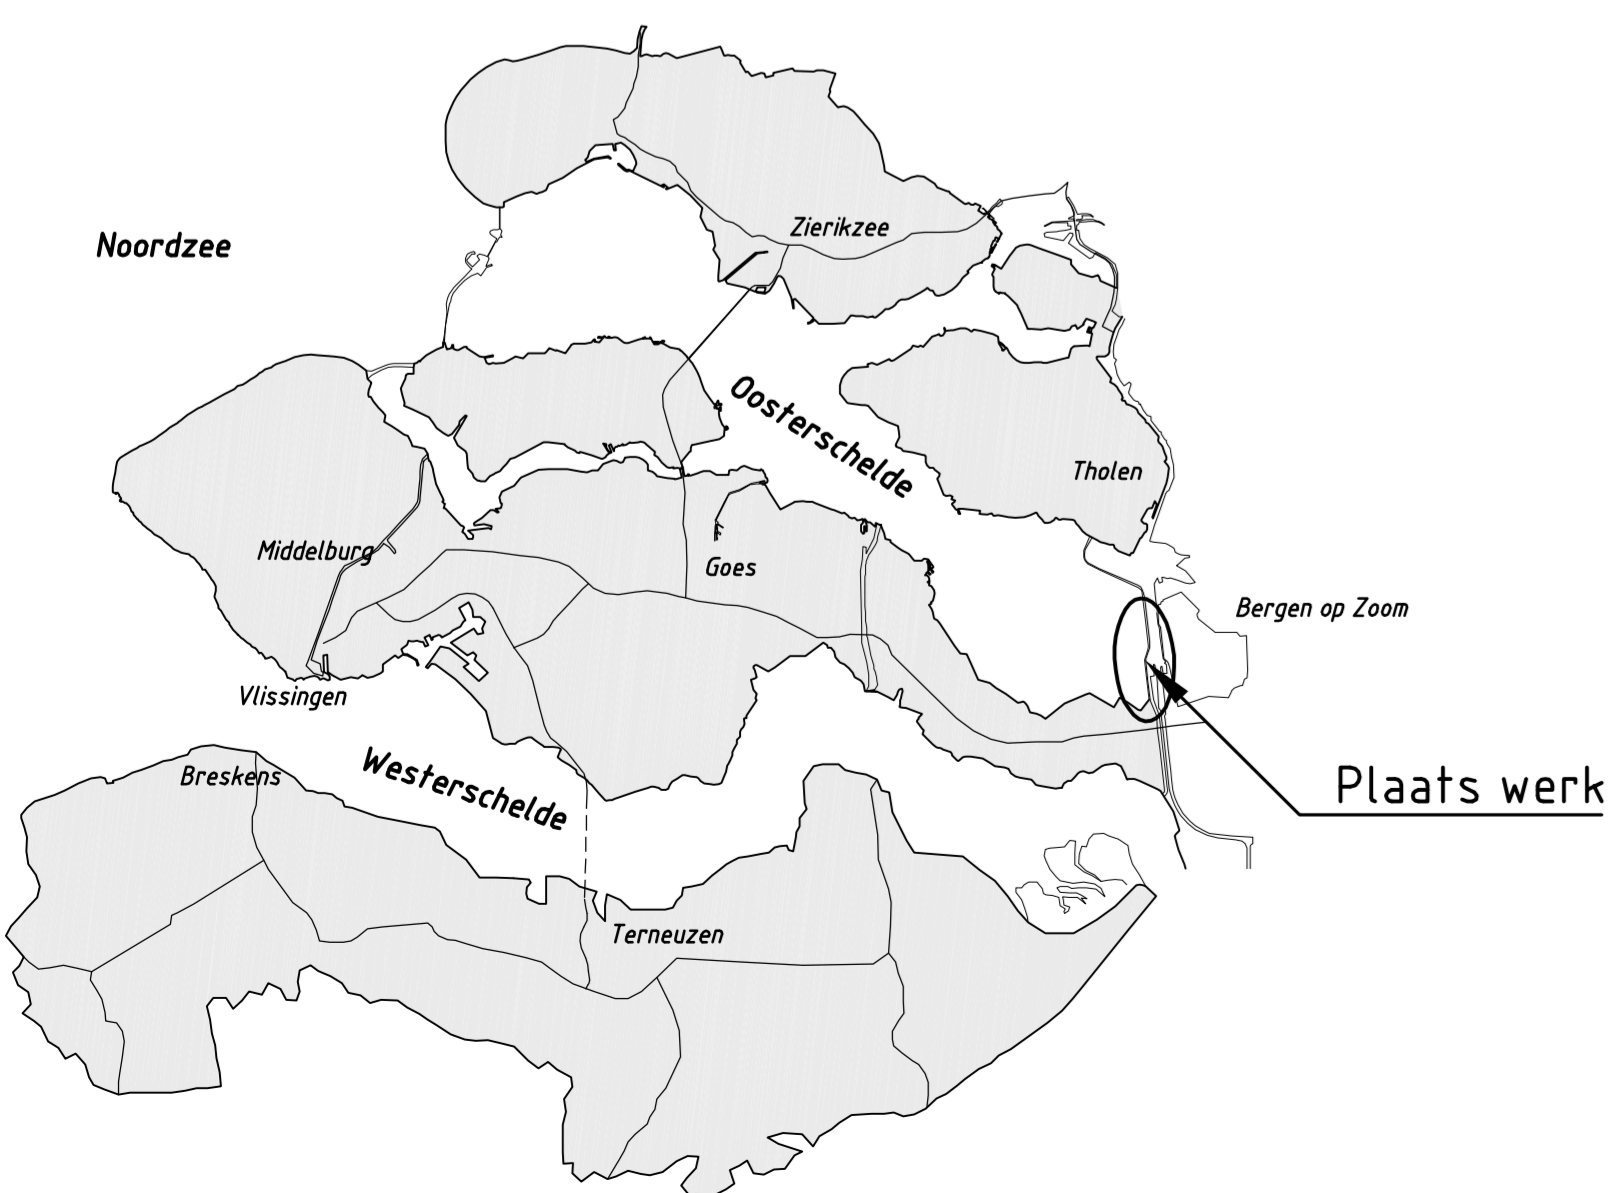 Zierikzee
Noordzee
Oosterschelde
Tholen
Middelburg
Goes
Bergen op Zoom
Vlissingen
Westerschelde
Breskens
Plaats werk
Terneuzen